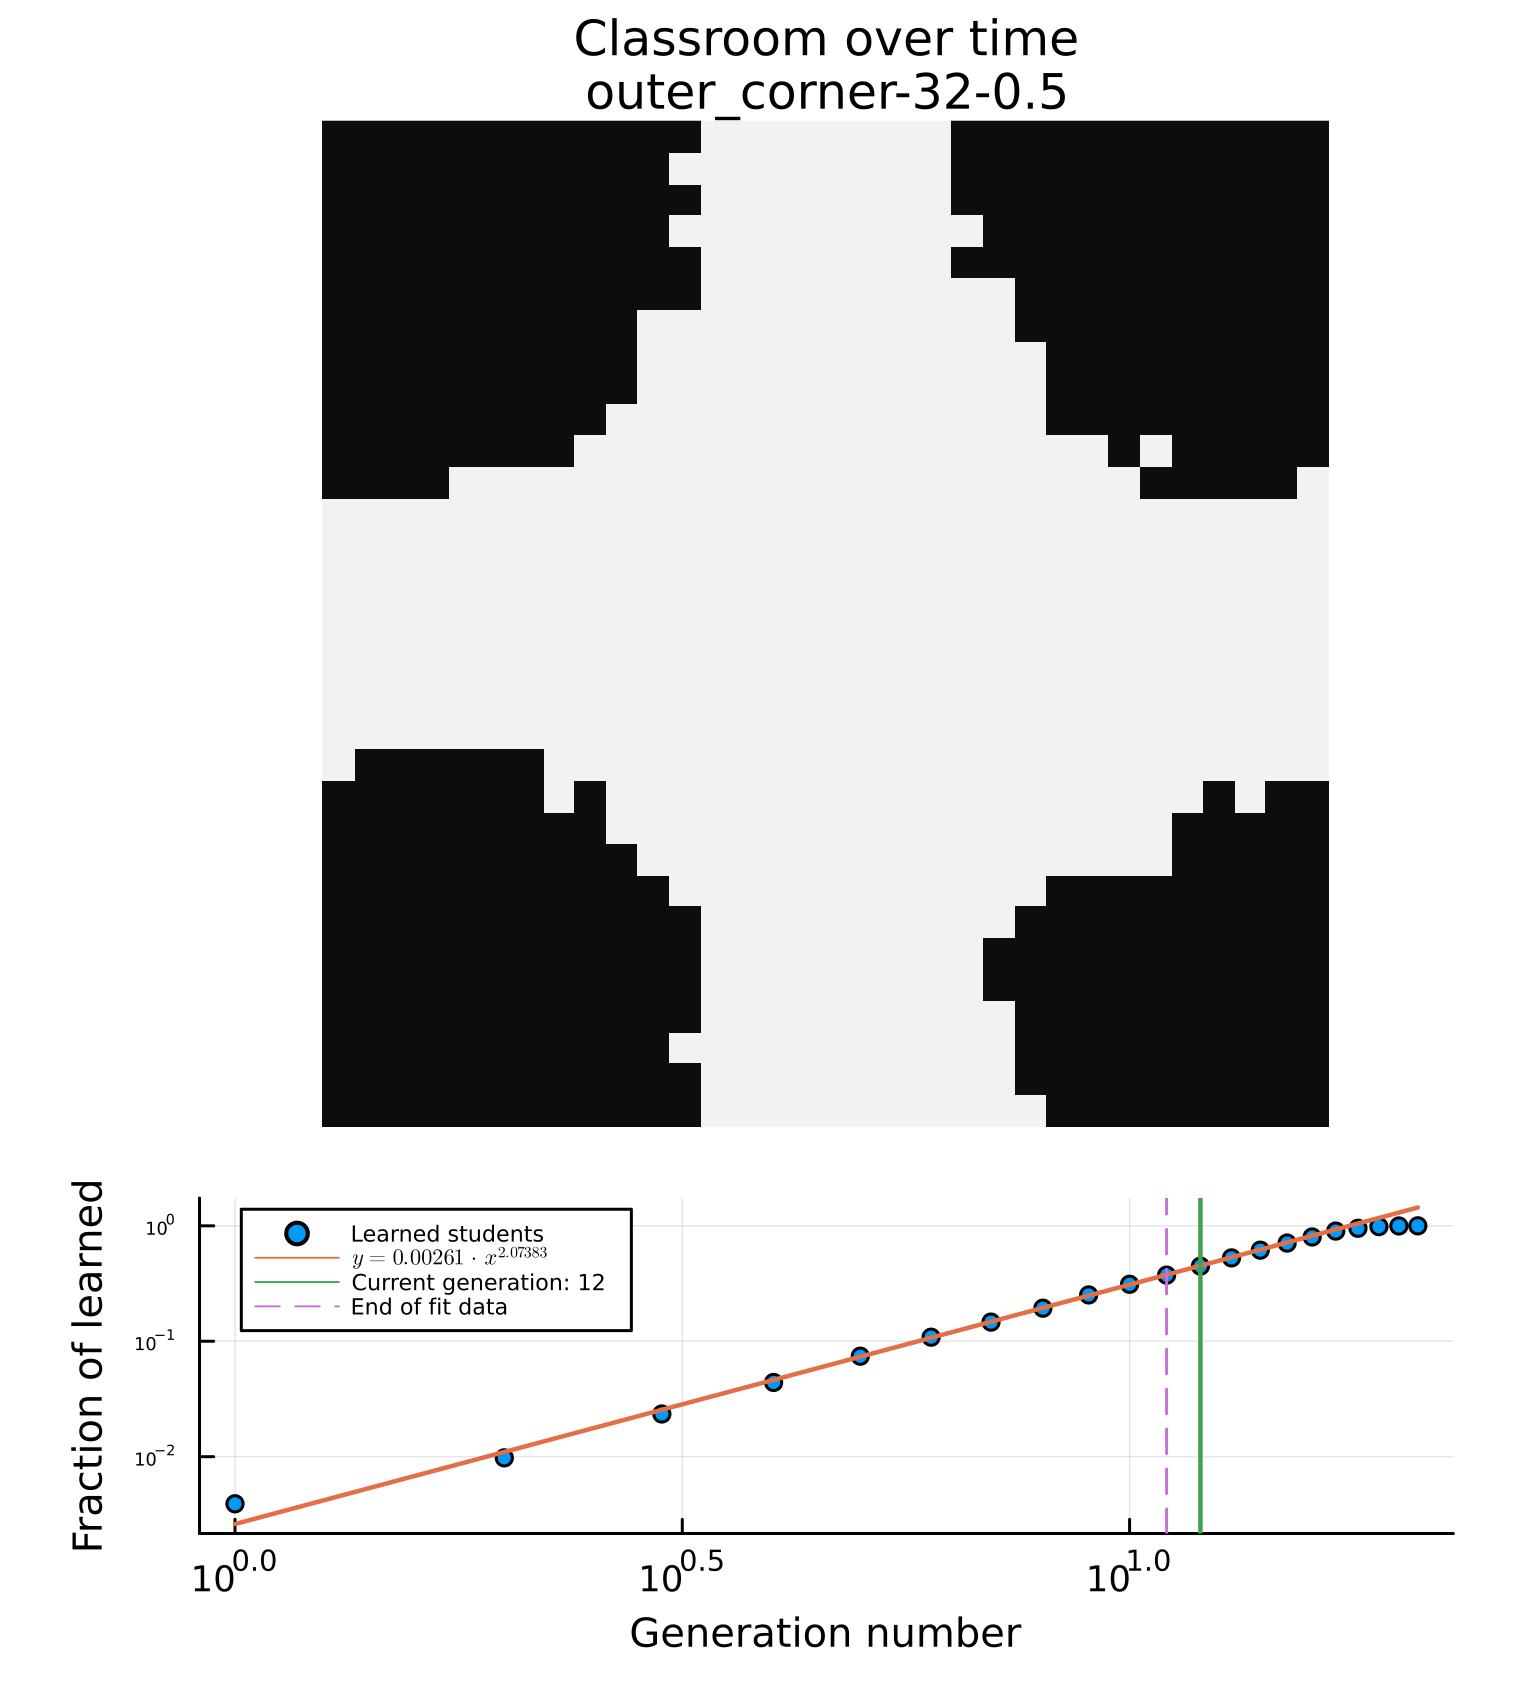 Classroom over time
outer_corner-32-0.5
Fraction of learned
10⁰
10⁻¹
10⁻²
Learned students
y = 0.00261 · x^2.07383
Current generation: 12
End of fit data
10^0.0 10^0.5 10^1.0
Generation number